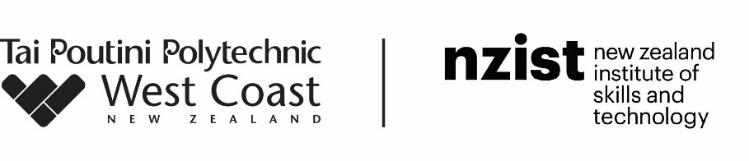 Tai Poutini Polytechnic
West Coast
NEW ZEALAND
nzist
new zealand
institute of
skills and
technology